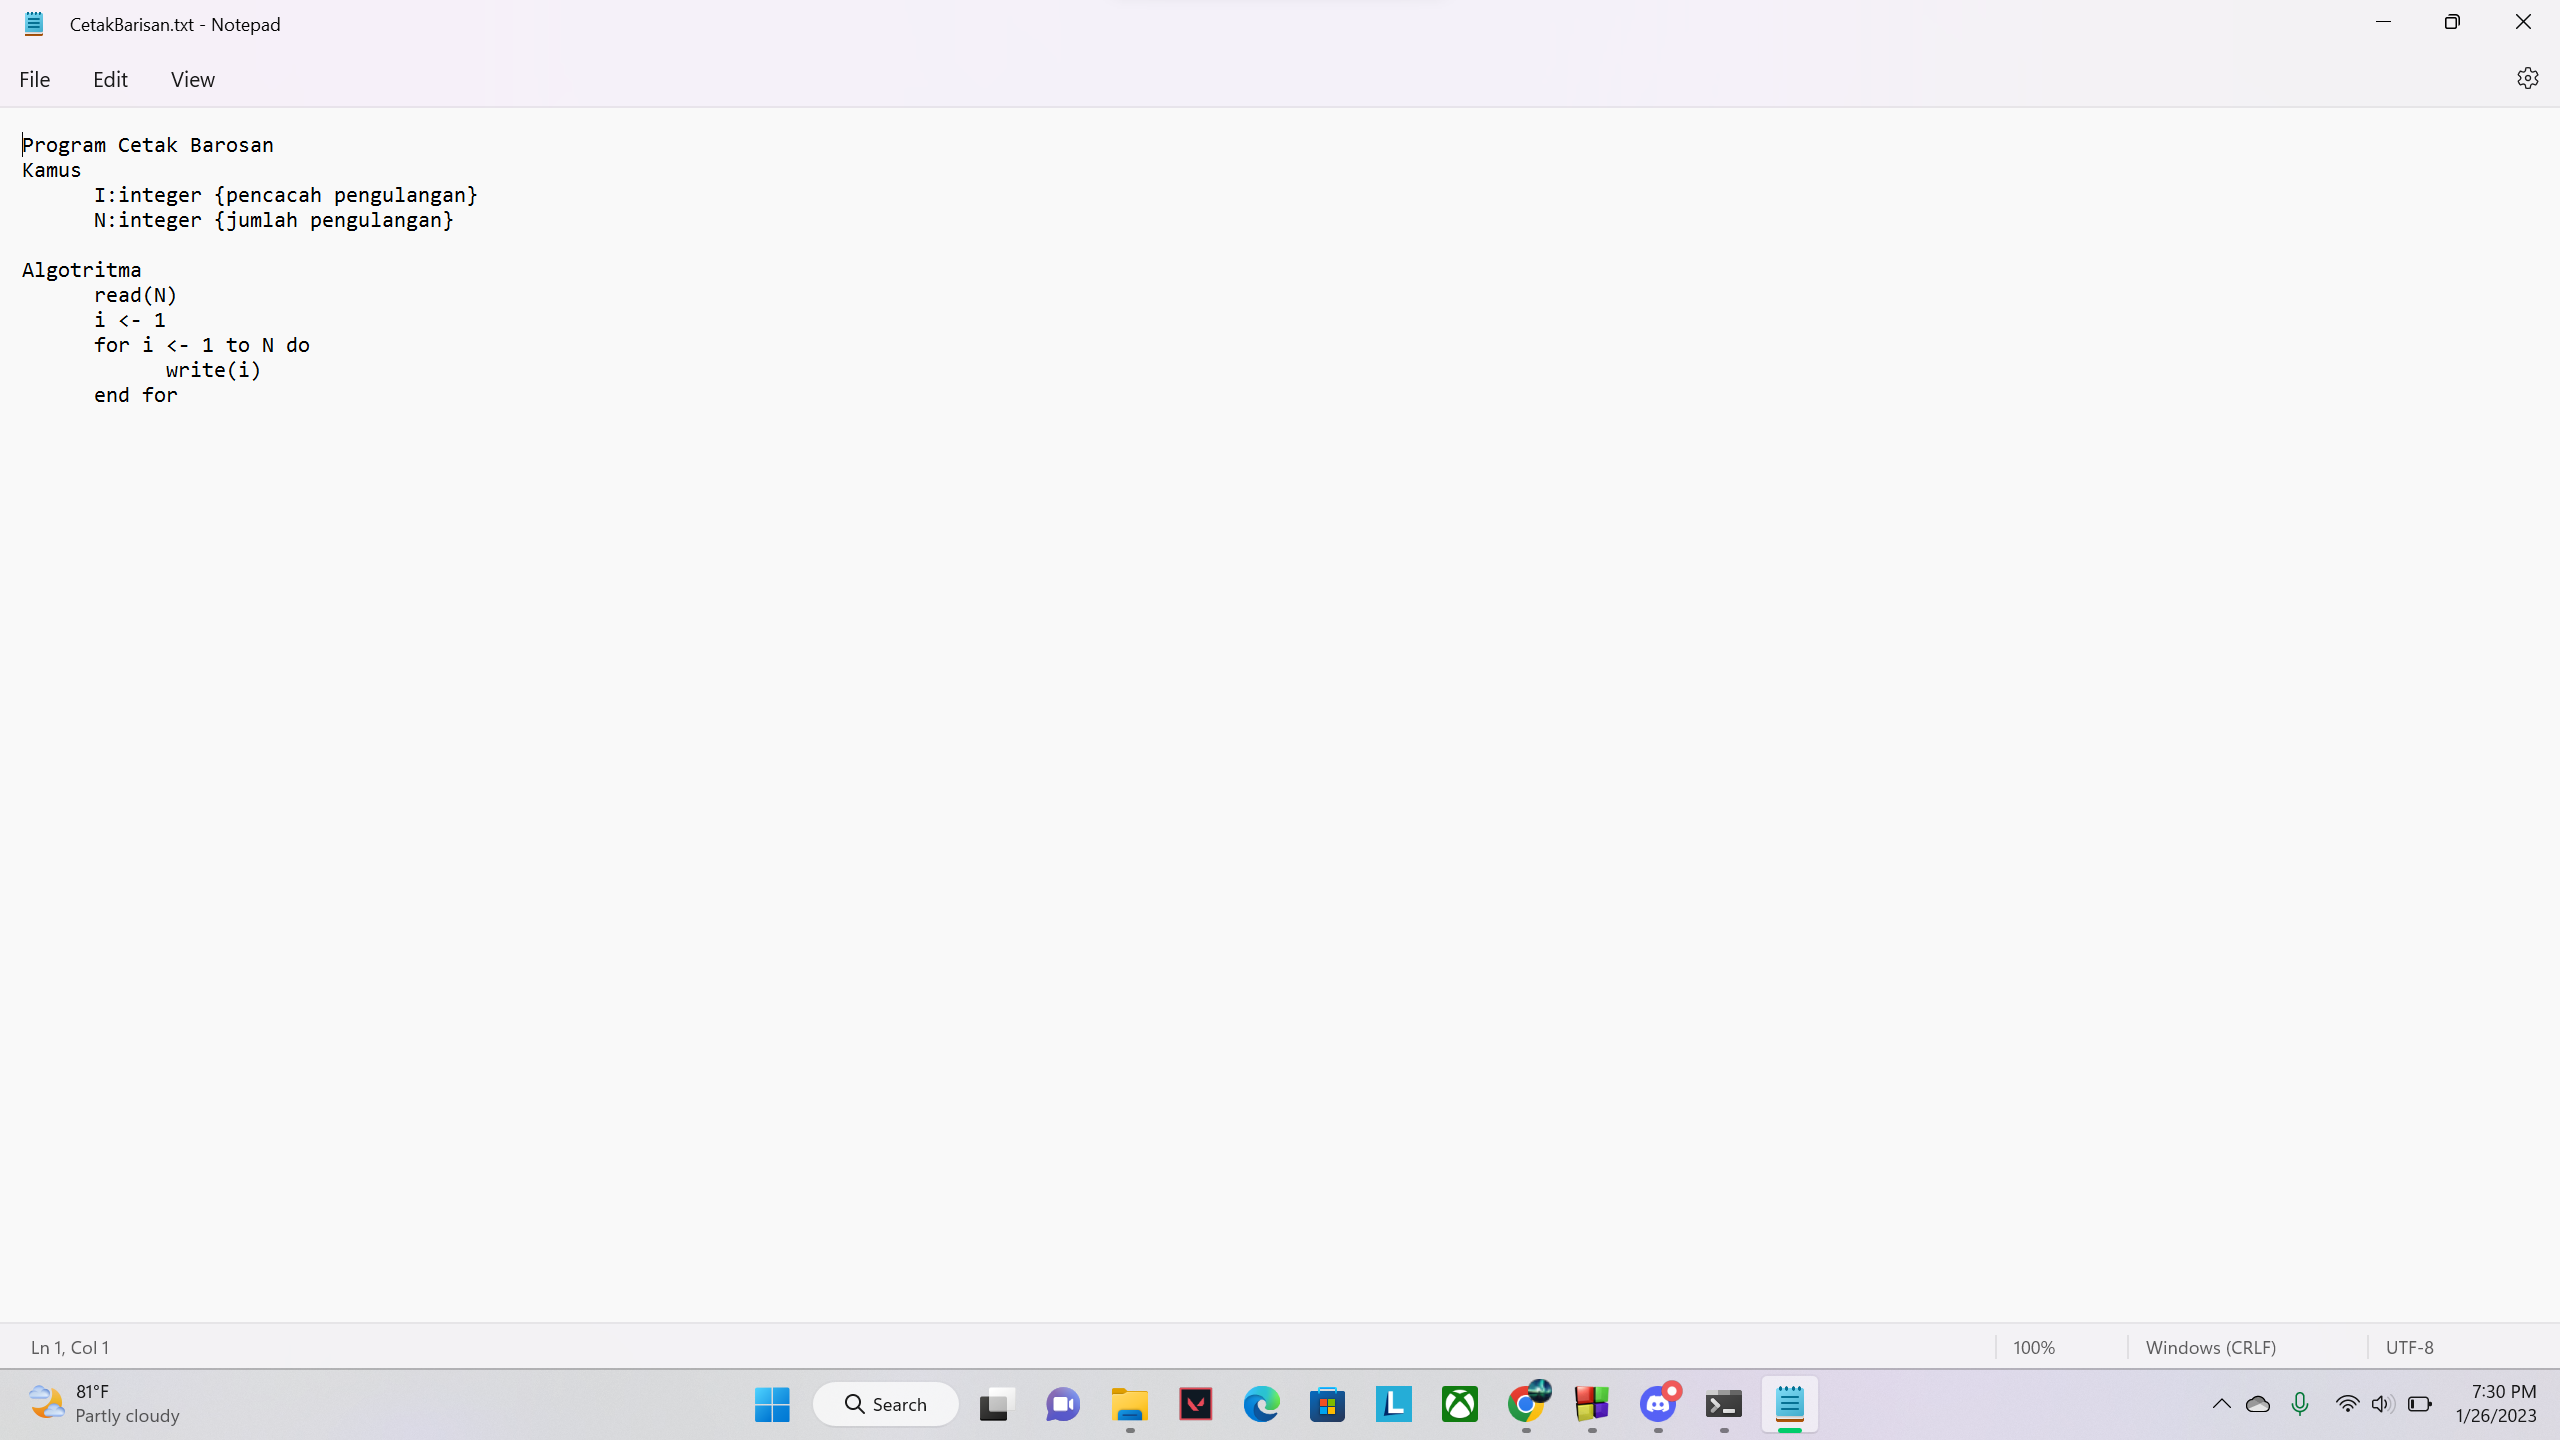 CetakBarisan.txt - Notepad
File Edit View
Program Cetak Barosan
Kamus
I:integer {pencacah pengulangan}
N:integer {jumlah pengulangan}
Algotritma
read(N)
i <- 1
for i <- 1 to N do
write(i)
end for
Ln 1, Col 1 100% Windows (CRLF) UTF-8
81°F
Partly cloudy
Search
L
7:30 PM
1/26/2023